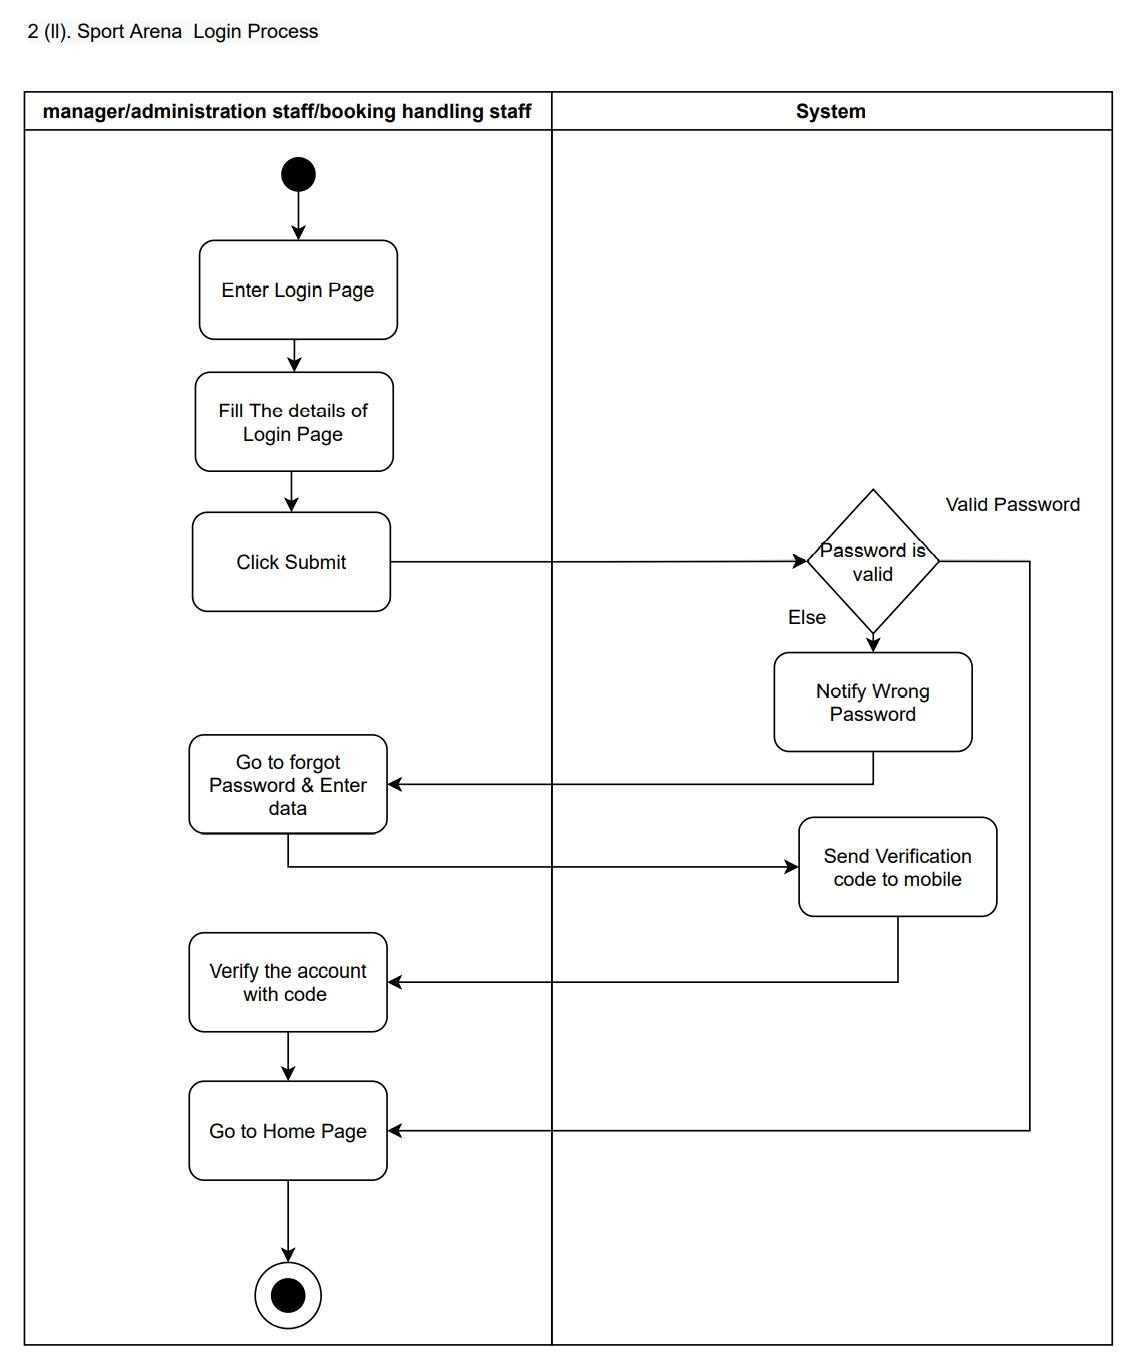 2 (ll). Sport Arena  Login Process
manager/administration staff/booking handling staff
System
Enter Login Page
Fill The details of
Login Page
Click Submit
Valid Password
Password is
valid
Else
Notify Wrong
Password
Go to forgot
Password & Enter
data
Send Verification
code to mobile
Verify the account
with code
Go to Home Page